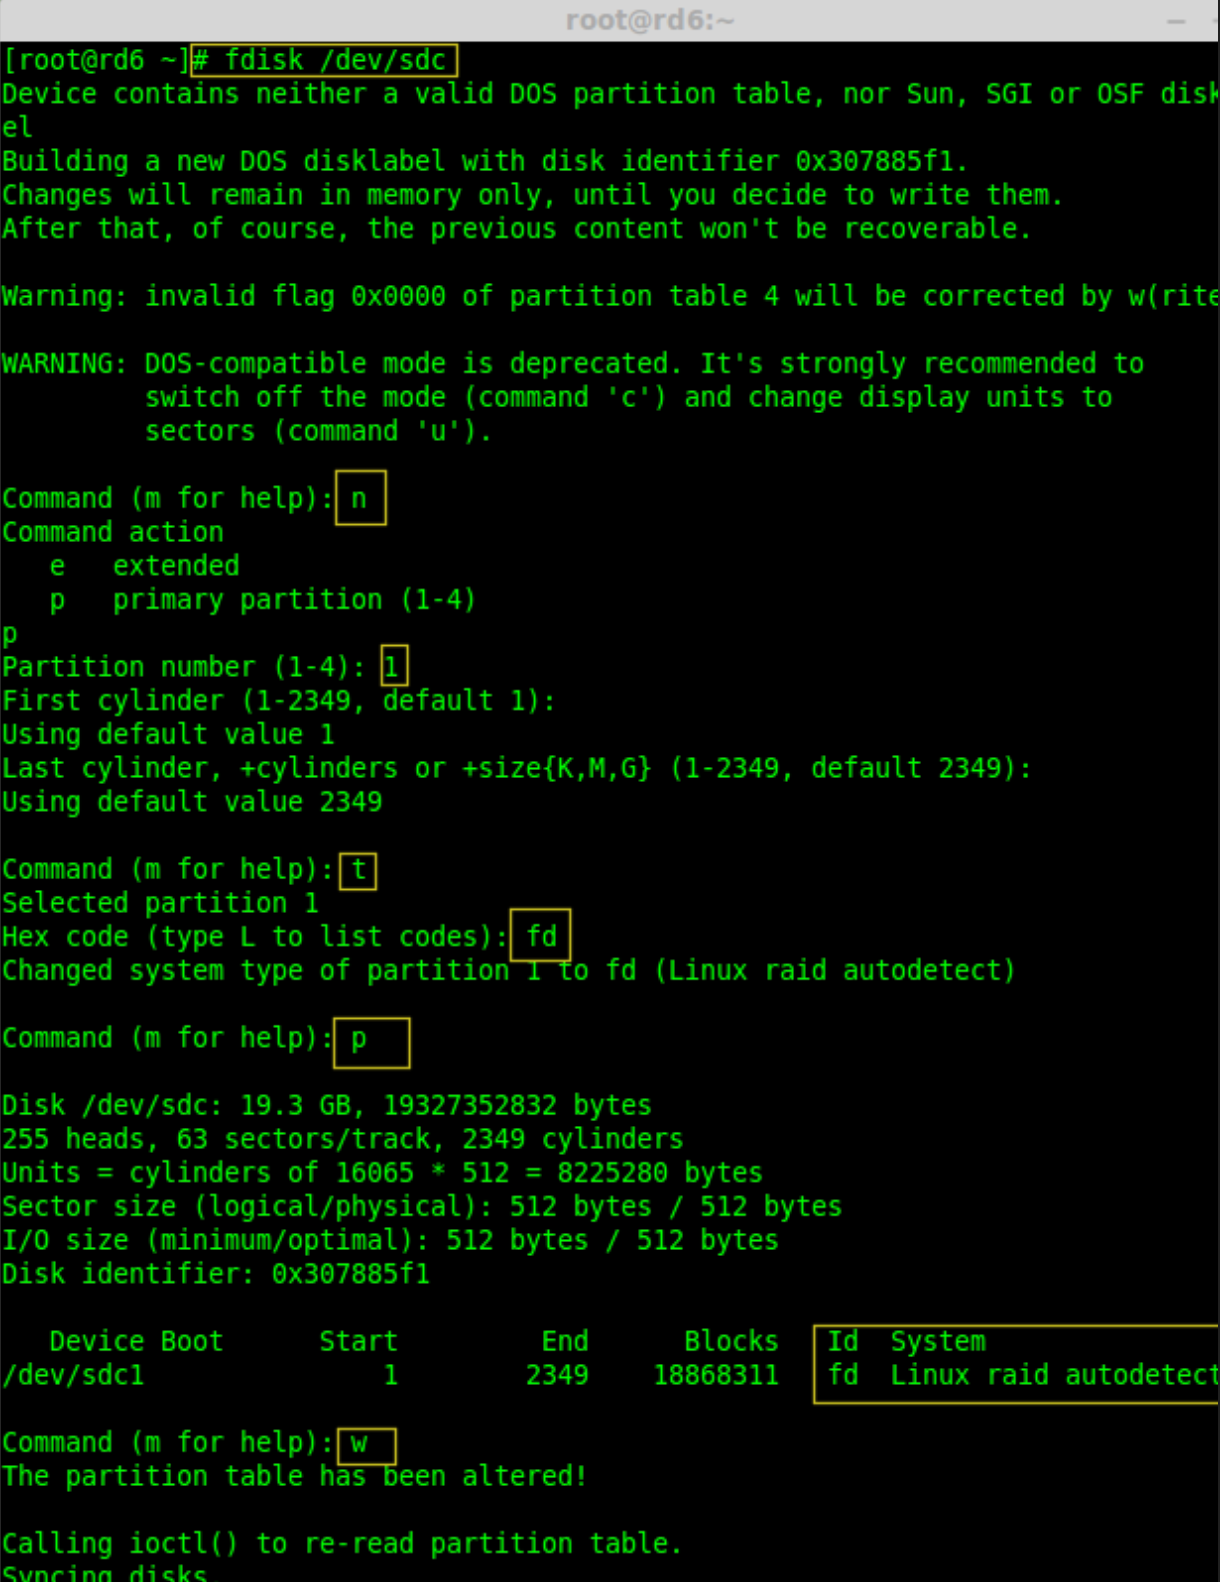 root@rd6:~
[root@rd6 ~]# fdisk /dev/sdc
Device contains neither a valid DOS partition table, nor Sun, SGI or OSF disk
el
Building a new DOS disklabel with disk identifier 0x307885f1.
Changes will remain in memory only, until you decide to write them.
After that, of course, the previous content won't be recoverable.
Warning: invalid flag 0x0000 of partition table 4 will be corrected by w(rite
WARNING: DOS-compatible mode is deprecated. It's strongly recommended to
switch off the mode (command 'c') and change display units to
sectors (command 'u').
Command (m for help): n
Command action
e   extended
p   primary partition (1-4)
p
Partition number (1-4): 1
First cylinder (1-2349, default 1):
Using default value 1
Last cylinder, +cylinders or +size{K,M,G} (1-2349, default 2349):
Using default value 2349
Command (m for help): t
Selected partition 1
Hex code (type L to list codes): fd
Changed system type of partition 1 to fd (Linux raid autodetect)
Command (m for help): p
Disk /dev/sdc: 19.3 GB, 19327352832 bytes
255 heads, 63 sectors/track, 2349 cylinders
Units = cylinders of 16065 * 512 = 8225280 bytes
Sector size (logical/physical): 512 bytes / 512 bytes
I/O size (minimum/optimal): 512 bytes / 512 bytes
Disk identifier: 0x307885f1
Device Boot      Start         End      Blocks   Id  System
/dev/sdc1               1        2349    18868311   fd  Linux raid autodetect
Command (m for help): w
The partition table has been altered!
Calling ioctl() to re-read partition table.
Syncing disks.